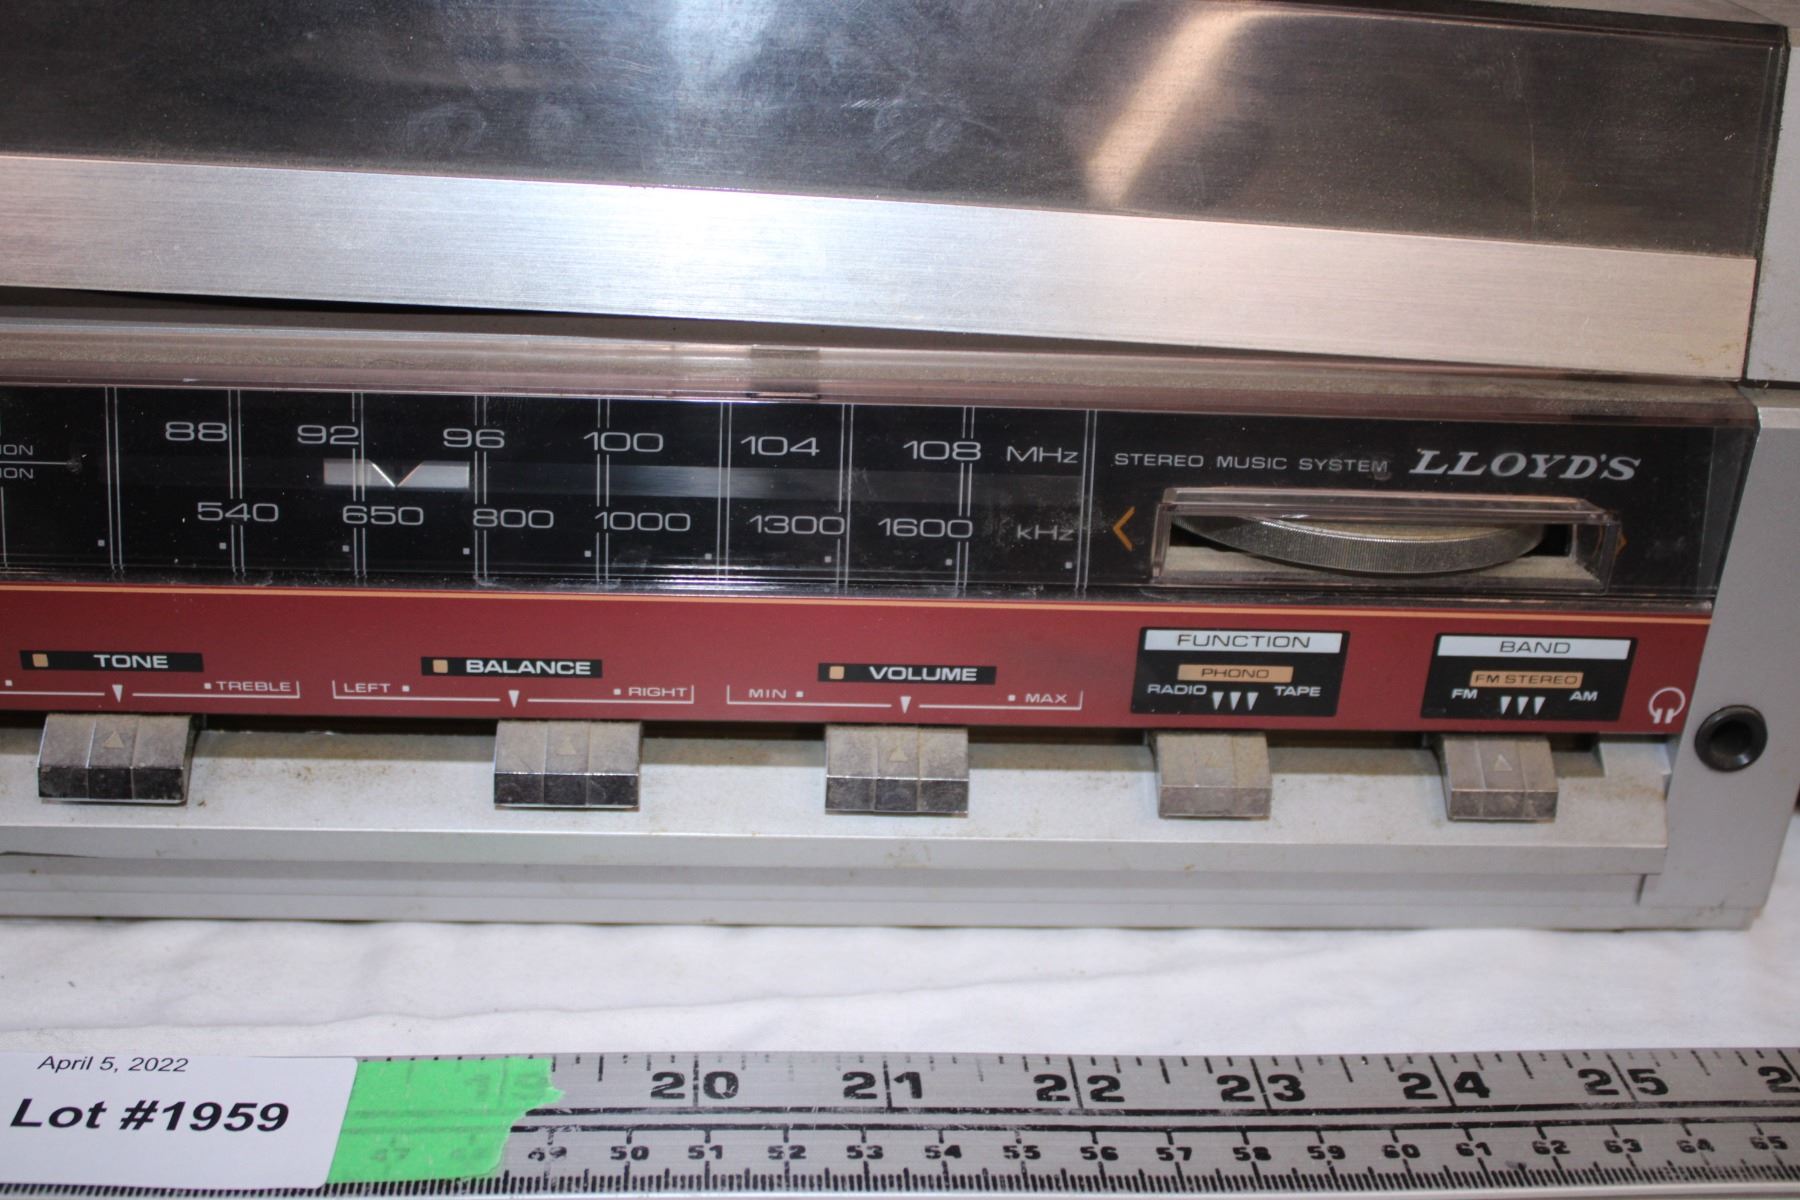 88 92 96 100 104 108 MHz
STEREO MUSIC SYSTEM LLOYD'S
540 650 800 1000 1300 1600 kHz
TONE
TREBLE
BALANCE
LEFT RIGHT
VOLUME
MIN MAX
FUNCTION
PHONO
RADIO TAPE
BAND
FM STEREO
FM AM
April 5, 2022
Lot #1959
20 21 22 23 24 25
50 51 52 53 54 55 56 57 58 59 60 61 62 63 64 65